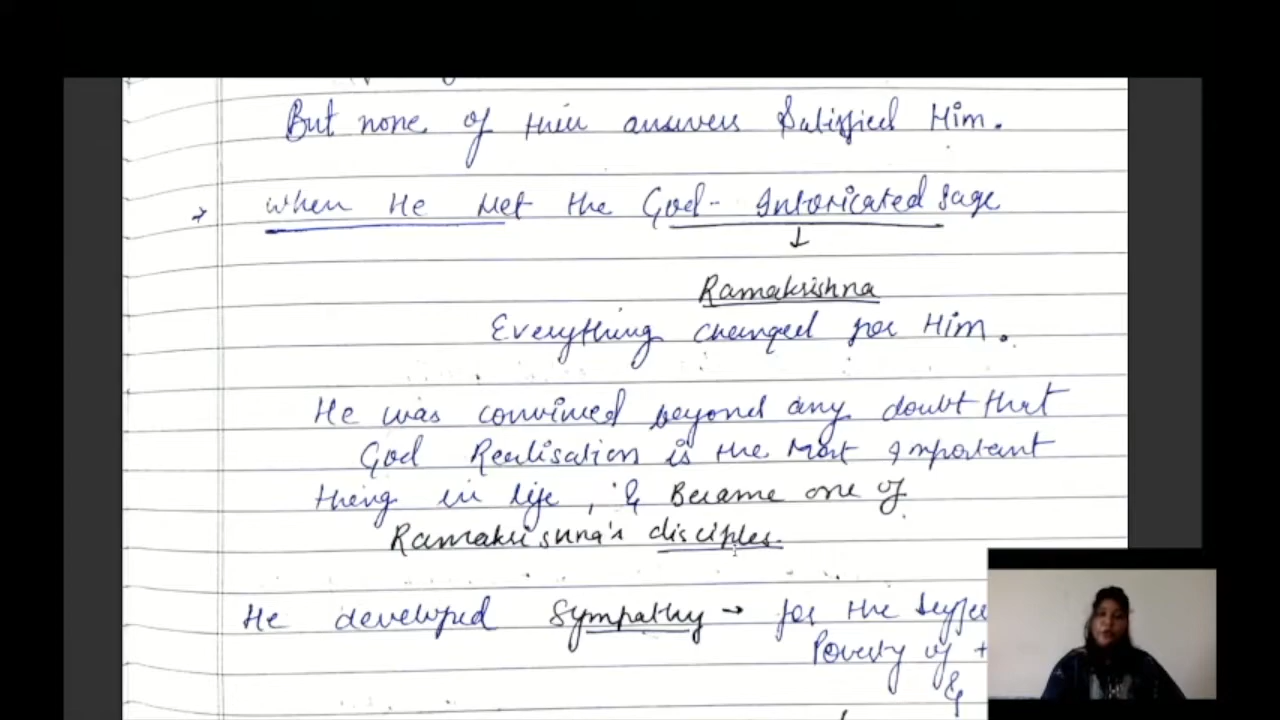 But none of their answers Satisfied Him.
→ when He Met the God- Intoxicated Sage
↓
Ramakrishna
Everything changed for Him.
He was convinced beyond any doubt that
God Realisation is the Most Important
thing in life, & Became one of
Ramakrishna's disciples.
He developed Sympathy → for the
Poverty of
&